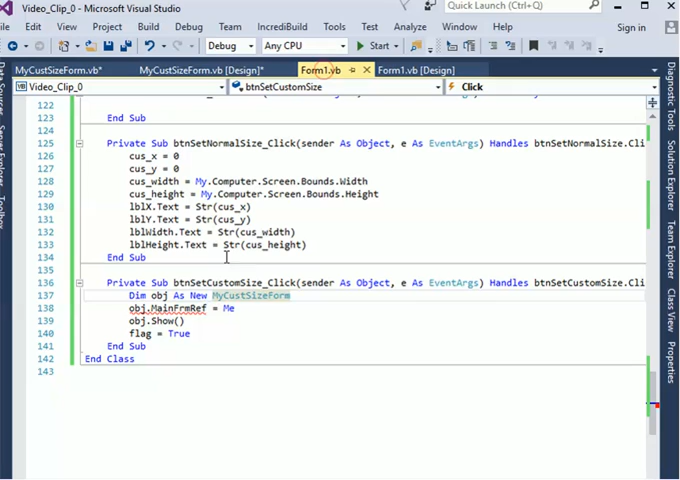 Video_Clip_0 - Microsoft Visual Studio
Quick Launch (Ctrl+Q)
Edit View Project Build Debug Team IncrediBuild Tools Test Analyze Window Help
Sign in
Debug Any CPU Start
MyCustSizeForm.vb* MyCustSizeForm.vb [Design]* Form1.vb Form1.vb [Design]
Video_Clip_0 btnSetCustomSize Click
122
123 End Sub
124
125 Private Sub btnSetNormalSize_Click(sender As Object, e As EventArgs) Handles btnSetNormalSize.Cli
126 cus_x = 0
127 cus_y = 0
128 cus_width = My.Computer.Screen.Bounds.Width
129 cus_height = My.Computer.Screen.Bounds.Height
130 lblX.Text = Str(cus_x)
131 lblY.Text = Str(cus_y)
132 lblWidth.Text = Str(cus_width)
133 lblHeight.Text = Str(cus_height)
134 End Sub
135
136 Private Sub btnSetCustomSize_Click(sender As Object, e As EventArgs) Handles btnSetCustomSize.Cli
137 Dim obj As New MyCustSizeForm
138 obj.MainFrmRef = Me
139 obj.Show()
140 flag = True
141 End Sub
142 End Class
143
Data Sources
Server Explorer
Toolbox
Diagnostic Tools
Solution Explorer
Team Explorer
Class View
Properties